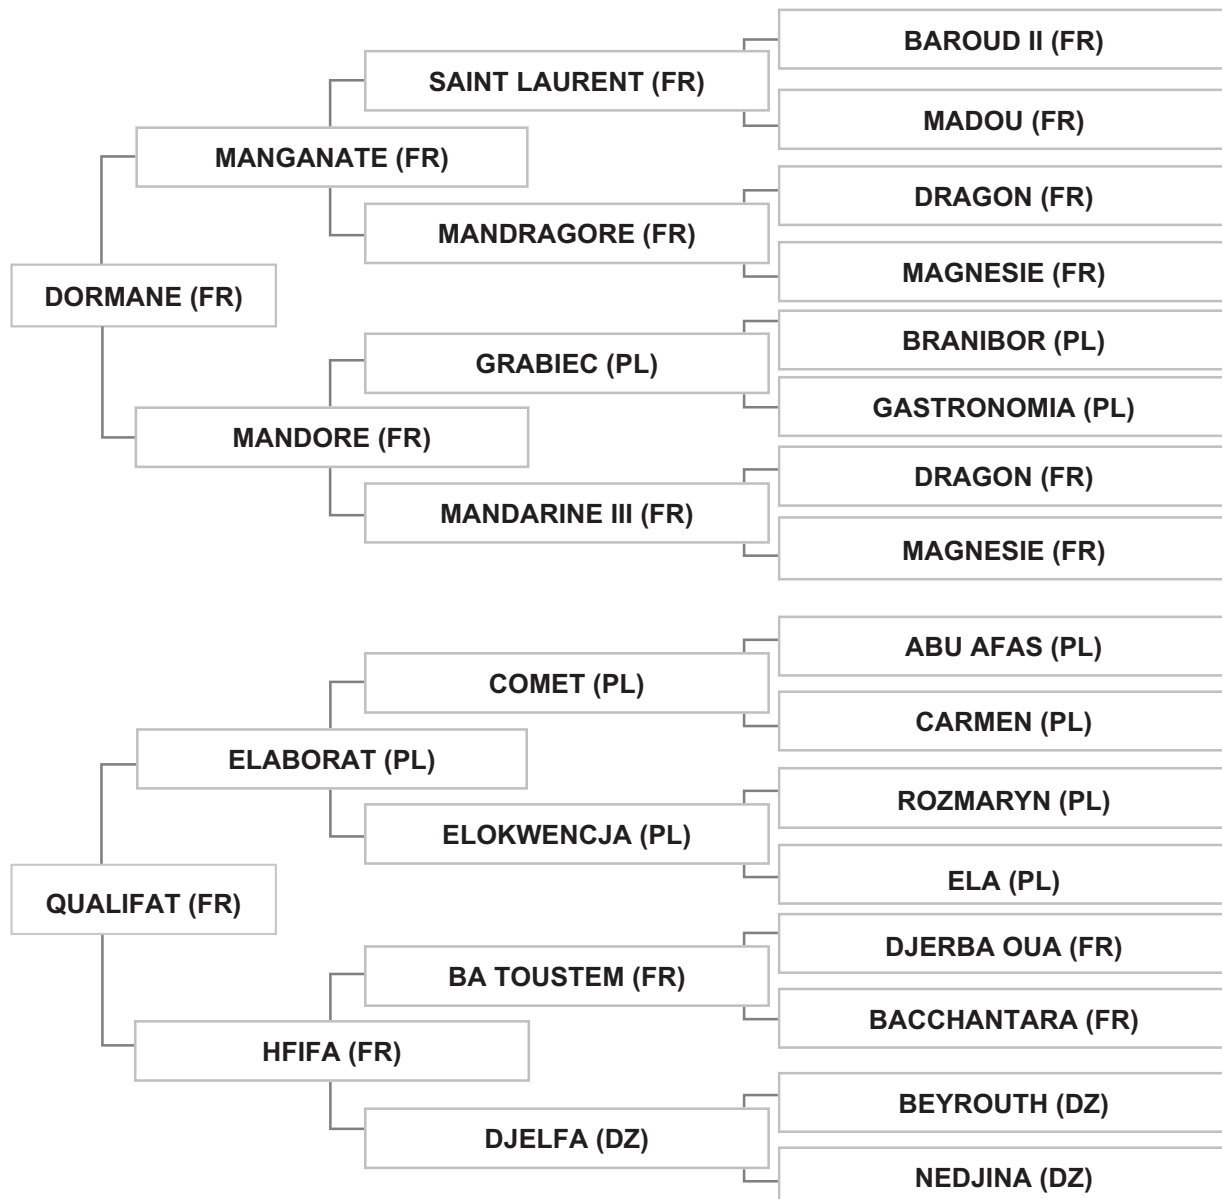 BAROUD II (FR)
SAINT LAURENT (FR)
MADOU (FR)
MANGANATE (FR)
DRAGON (FR)
MANDRAGORE (FR)
MAGNESIE (FR)
DORMANE (FR)
BRANIBOR (PL)
GRABIEC (PL)
GASTRONOMIA (PL)
MANDORE (FR)
DRAGON (FR)
MANDARINE III (FR)
MAGNESIE (FR)
ABU AFAS (PL)
COMET (PL)
CARMEN (PL)
ELABORAT (PL)
ROZMARYN (PL)
ELOKWENCJA (PL)
ELA (PL)
QUALIFAT (FR)
DJERBA OUA (FR)
BA TOUSTEM (FR)
BACCHANTARA (FR)
HFIFA (FR)
BEYROUTH (DZ)
DJELFA (DZ)
NEDJINA (DZ)